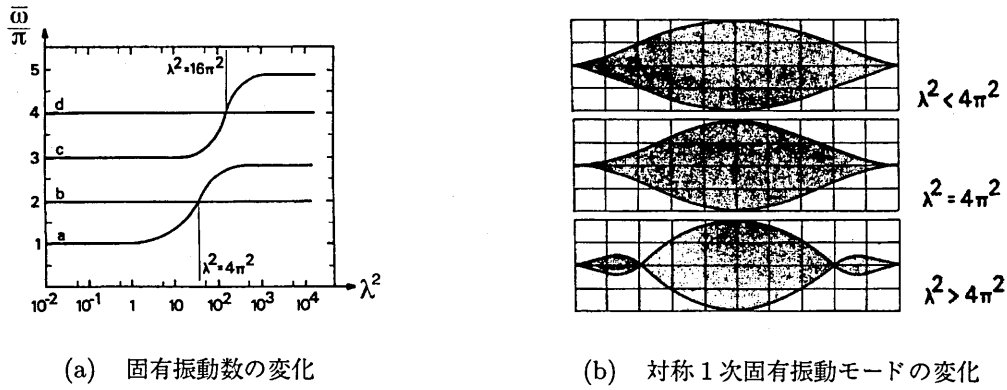 ω̅/π
5
4
3
2
1
d
c
b
a
λ²=16π²
λ²=4π²
10⁻² 10⁻¹ 1 10 10² 10³ 10⁴ λ²
λ² < 4π²
λ² = 4π²
λ² > 4π²
(a) 固有振動数の変化
(b) 対称1次固有振動モードの変化